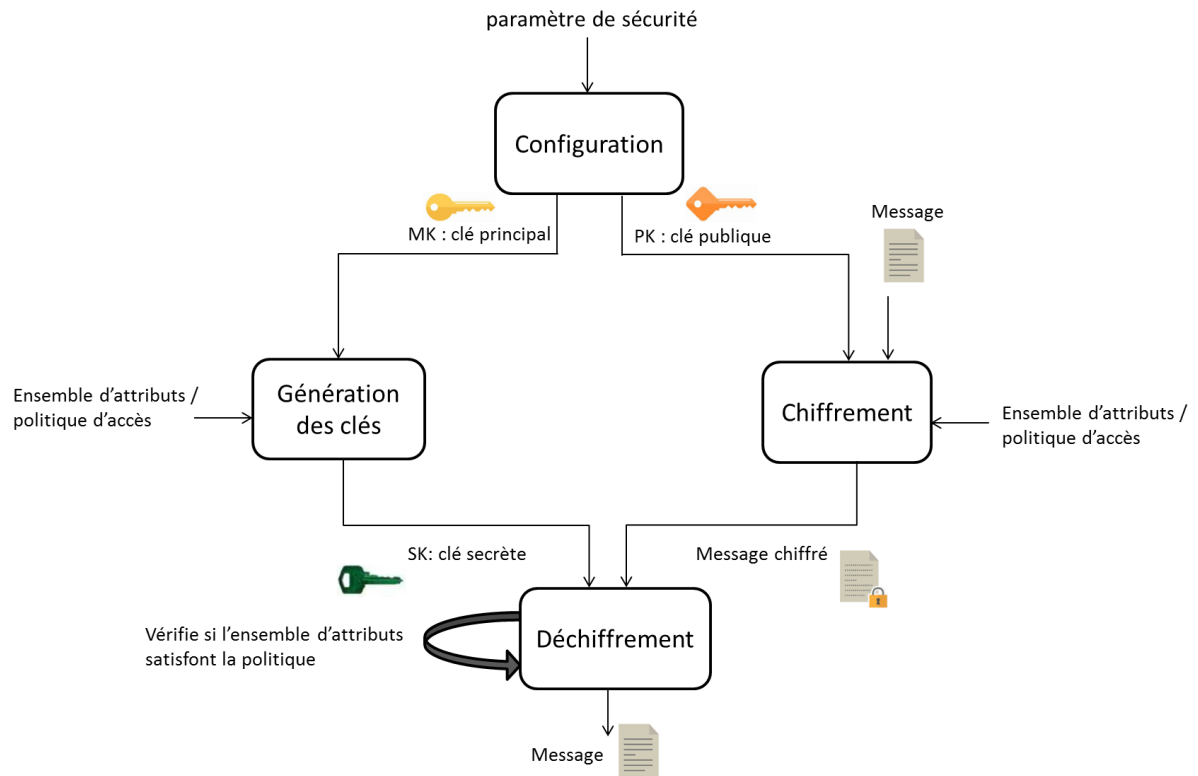 paramètre de sécurité
Configuration
MK : clé principal
PK : clé publique
Message
Ensemble d'attributs /
politique d'accès
Génération
des clés
Chiffrement
Ensemble d'attributs /
politique d'accès
SK: clé secrète
Message chiffré
Vérifie si l'ensemble d'attributs
satisfont la politique
Déchiffrement
Message